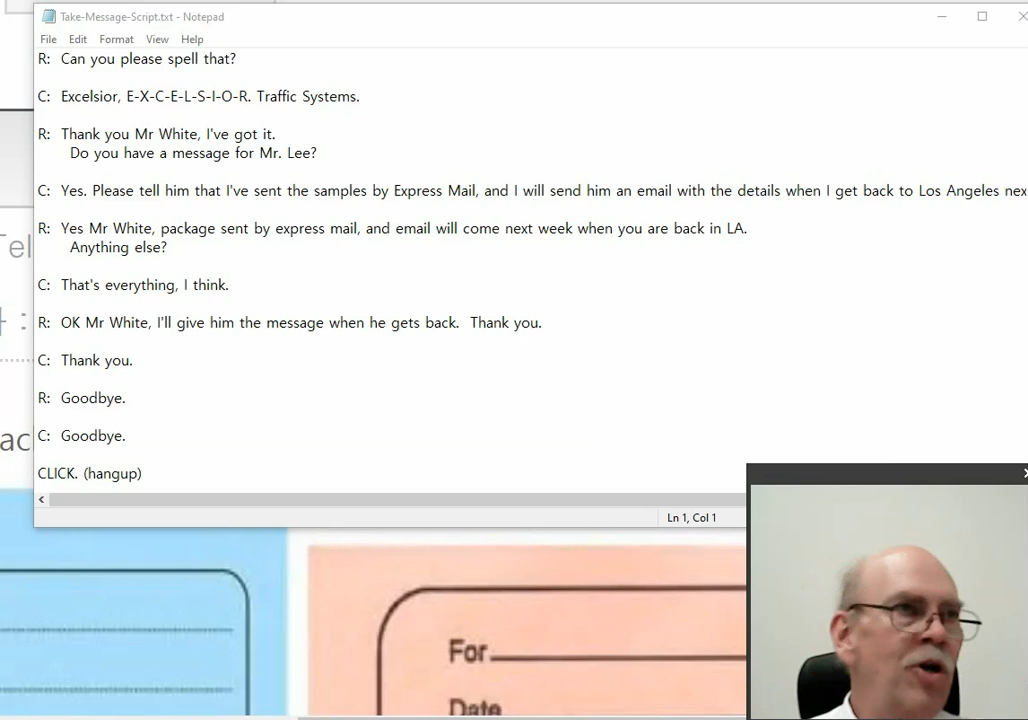 Take-Message-Script.txt - Notepad
File Edit Format View Help
R: Can you please spell that?
C: Excelsior, E-X-C-E-L-S-I-O-R. Traffic Systems.
R: Thank you Mr White, I've got it.
Do you have a message for Mr. Lee?
C: Yes. Please tell him that I've sent the samples by Express Mail, and I will send him an email with the details when I get back to Los Angeles nex
R: Yes Mr White, package sent by express mail, and email will come next week when you are back in LA.
Anything else?
C: That's everything, I think.
R: OK Mr White, I'll give him the message when he gets back. Thank you.
C: Thank you.
R: Goodbye.
C: Goodbye.
CLICK. (hangup)
Ln 1, Col 1
Tel
ac
For
Date